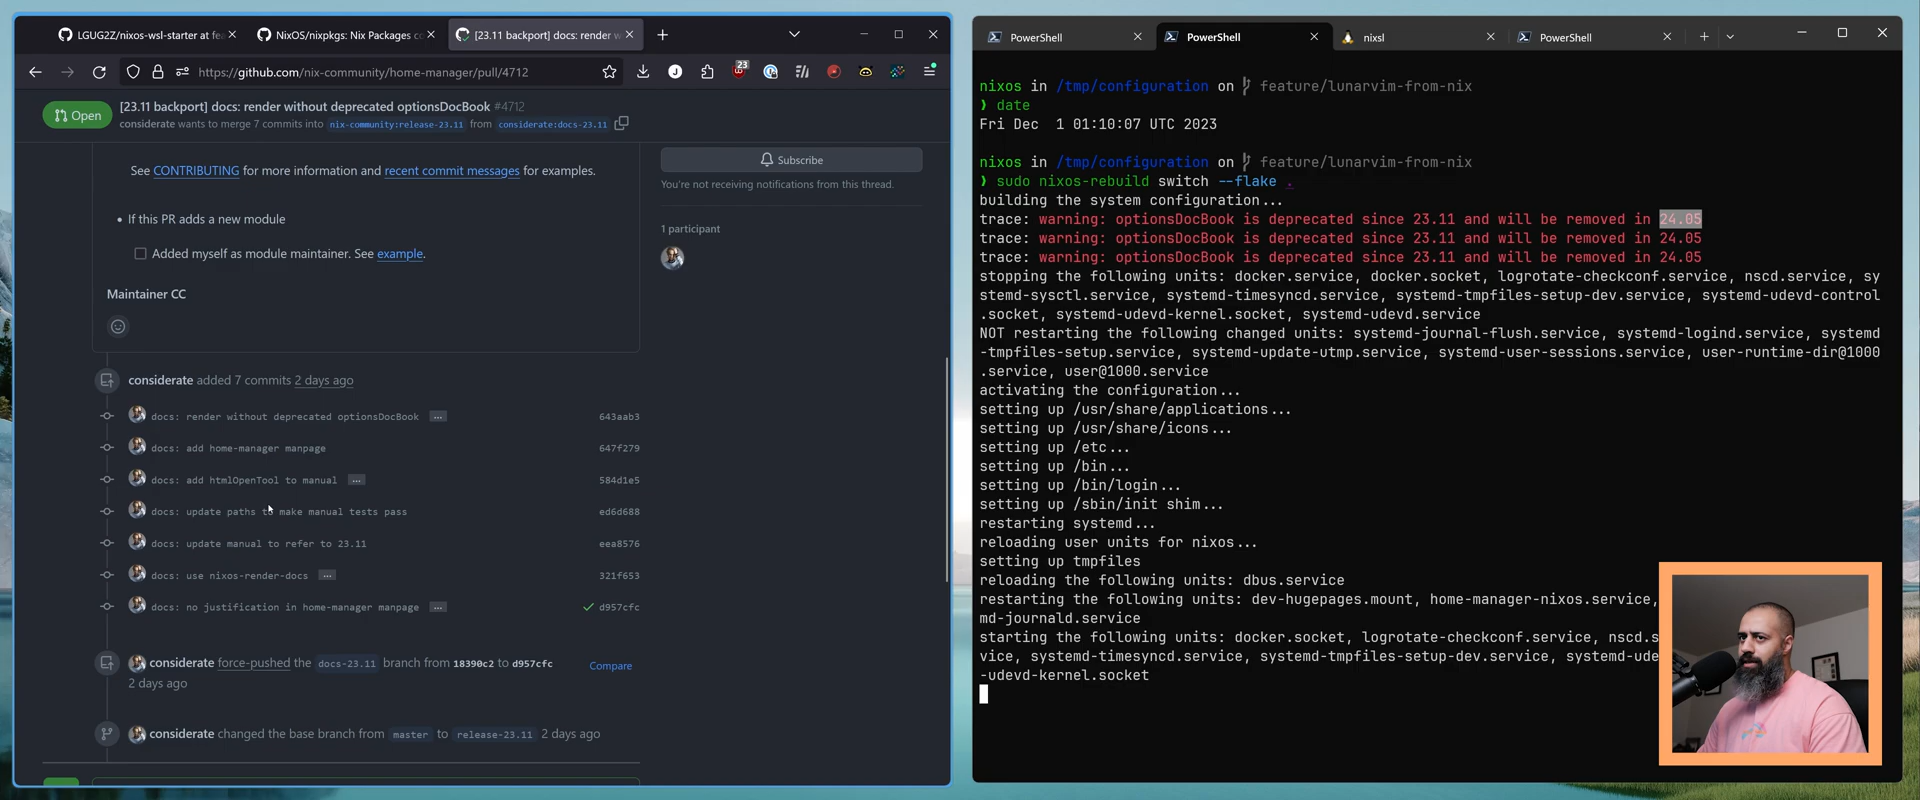 LGUG2Z/nixos-wsl-starter at fea
NixOS/nixpkgs: Nix Packages co
[23.11 backport] docs: render w
https://github.com/nix-community/home-manager/pull/4712
23
Open
[23.11 backport] docs: render without deprecated optionsDocBook #4712
considerate wants to merge 7 commits into nix-community:release-23.11 from considerate:docs-23.11
See CONTRIBUTING for more information and recent commit messages for examples.
If this PR adds a new module
Added myself as module maintainer. See example.
Maintainer CC
Subscribe
You're not receiving notifications from this thread.
1 participant
considerate added 7 commits 2 days ago
docs: render without deprecated optionsDocBook ... 643aab3
docs: add home-manager manpage 647f279
docs: add htmlOpenTool to manual ... 584d1e5
docs: update paths to make manual tests pass ed6d688
docs: update manual to refer to 23.11 eea8576
docs: use nixos-render-docs ... 321f653
docs: no justification in home-manager manpage ... d957cfc
considerate force-pushed the docs-23.11 branch from 18390c2 to d957cfc Compare
2 days ago
considerate changed the base branch from master to release-23.11 2 days ago
PowerShell
PowerShell
nixsl
PowerShell
nixos in /tmp/configuration on feature/lunarvim-from-nix
❯ date
Fri Dec  1 01:10:07 UTC 2023
nixos in /tmp/configuration on feature/lunarvim-from-nix
❯ sudo nixos-rebuild switch --flake .
building the system configuration...
trace: warning: optionsDocBook is deprecated since 23.11 and will be removed in 24.05
trace: warning: optionsDocBook is deprecated since 23.11 and will be removed in 24.05
trace: warning: optionsDocBook is deprecated since 23.11 and will be removed in 24.05
stopping the following units: docker.service, docker.socket, logrotate-checkconf.service, nscd.service, sy
stemd-sysctl.service, systemd-timesyncd.service, systemd-tmpfiles-setup-dev.service, systemd-udevd-control
.socket, systemd-udevd-kernel.socket, systemd-udevd.service
NOT restarting the following changed units: systemd-journal-flush.service, systemd-logind.service, systemd
-tmpfiles-setup.service, systemd-update-utmp.service, systemd-user-sessions.service, user-runtime-dir@1000
.service, user@1000.service
activating the configuration...
setting up /usr/share/applications...
setting up /usr/share/icons...
setting up /etc...
setting up /bin...
setting up /bin/login...
setting up /sbin/init shim...
restarting systemd...
reloading user units for nixos...
setting up tmpfiles
reloading the following units: dbus.service
restarting the following units: dev-hugepages.mount, home-manager-nixos.service,
md-journald.service
starting the following units: docker.socket, logrotate-checkconf.service, nscd.s
vice, systemd-timesyncd.service, systemd-tmpfiles-setup-dev.service, systemd-ude
-udevd-kernel.socket